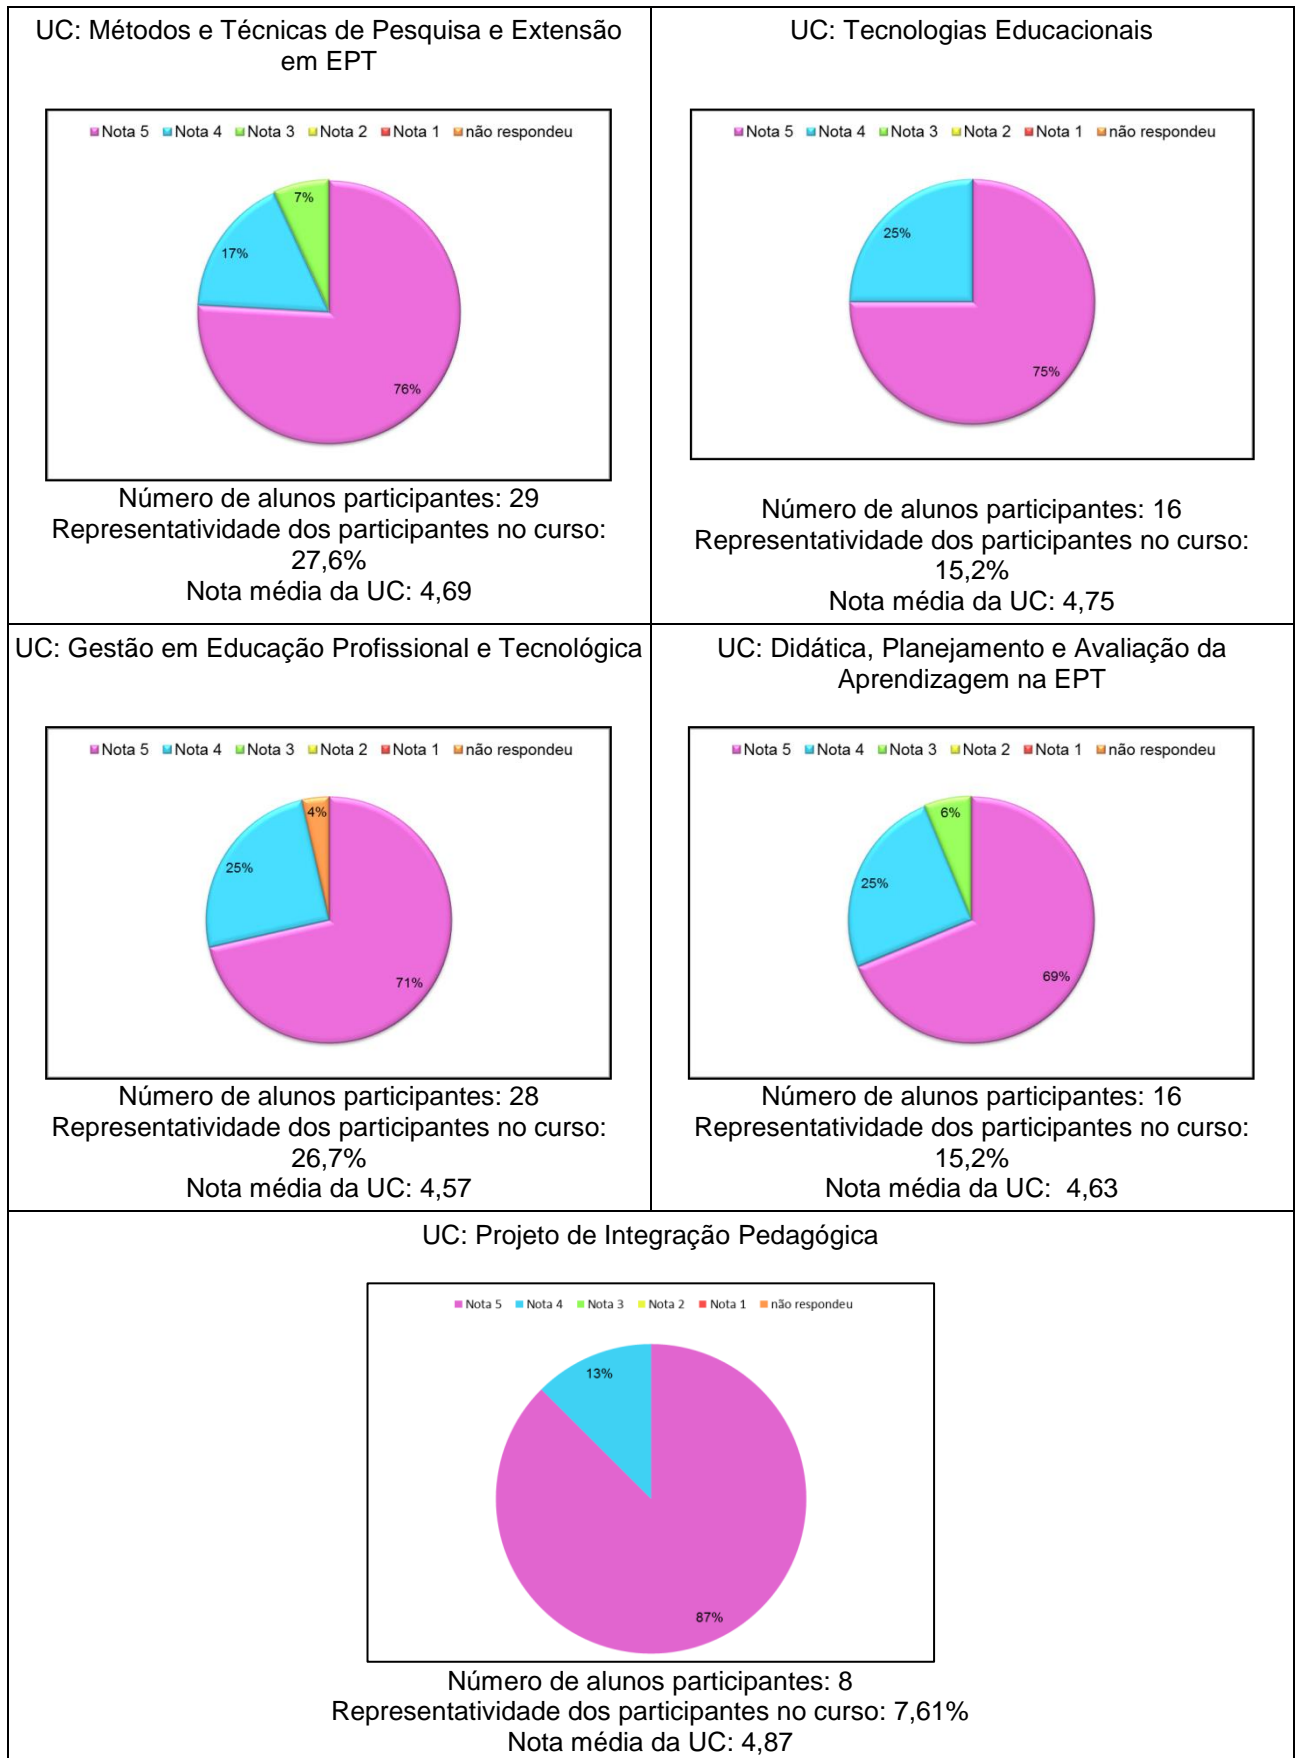 UC: Métodos e Técnicas de Pesquisa e Extensão
em EPT
Nota 5 Nota 4 Nota 3 Nota 2 Nota 1 não respondeu
7%
17%
76%
Número de alunos participantes: 29
Representatividade dos participantes no curso:
27,6%
Nota média da UC: 4,69
UC: Tecnologias Educacionais
Nota 5 Nota 4 Nota 3 Nota 2 Nota 1 não respondeu
25%
75%
Número de alunos participantes: 16
Representatividade dos participantes no curso:
15,2%
Nota média da UC: 4,75
UC: Gestão em Educação Profissional e Tecnológica
Nota 5 Nota 4 Nota 3 Nota 2 Nota 1 não respondeu
4%
25%
71%
Número de alunos participantes: 28
Representatividade dos participantes no curso:
26,7%
Nota média da UC: 4,57
UC: Didática, Planejamento e Avaliação da
Aprendizagem na EPT
Nota 5 Nota 4 Nota 3 Nota 2 Nota 1 não respondeu
6%
25%
69%
Número de alunos participantes: 16
Representatividade dos participantes no curso:
15,2%
Nota média da UC: 4,63
UC: Projeto de Integração Pedagógica
Nota 5 Nota 4 Nota 3 Nota 2 Nota 1 não respondeu
13%
87%
Número de alunos participantes: 8
Representatividade dos participantes no curso: 7,61%
Nota média da UC: 4,87